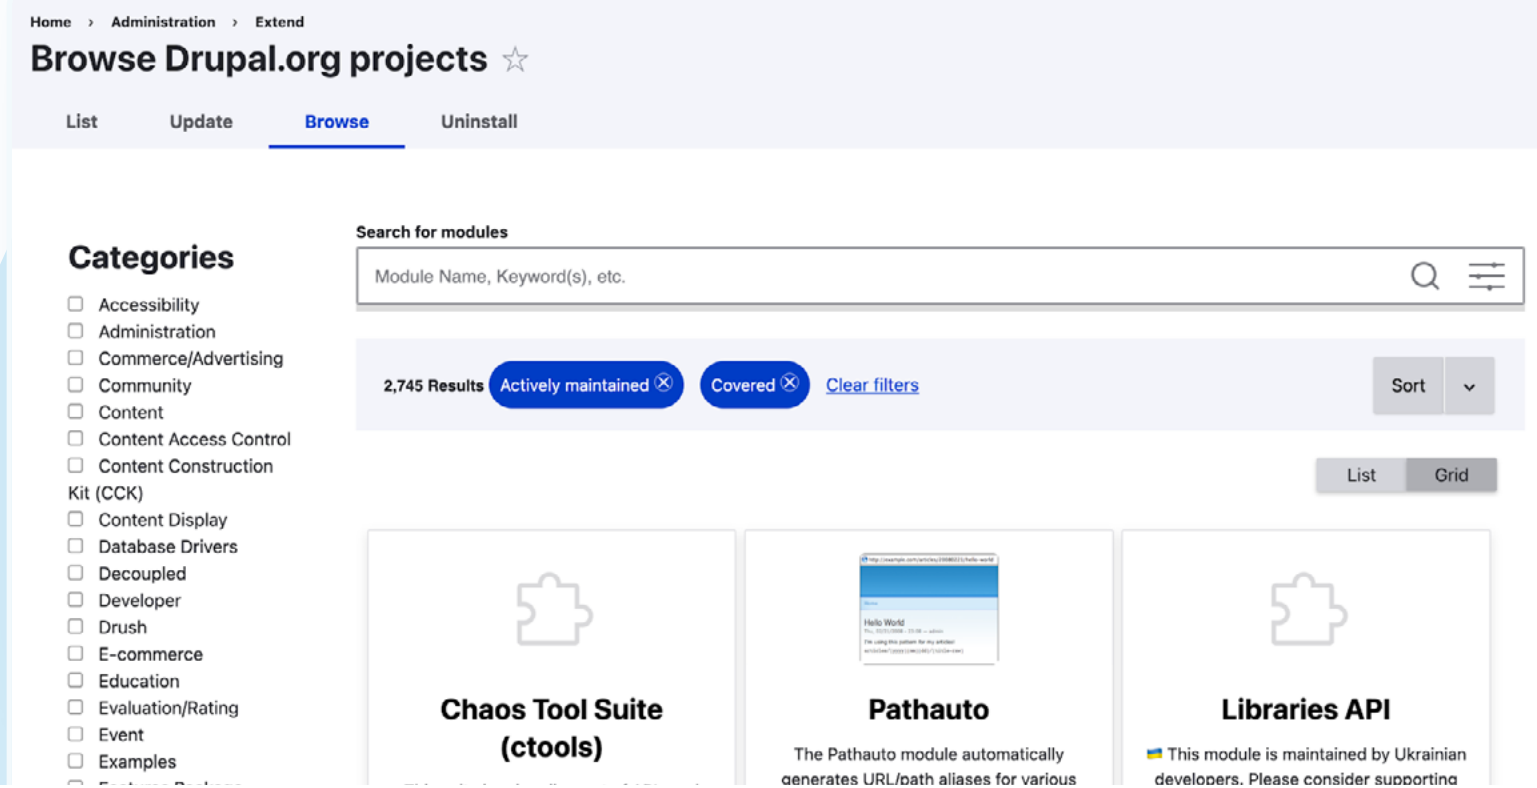 Home › Administration › Extend
Browse Drupal.org projects
List Update Browse Uninstall
Categories
Accessibility
Administration
Commerce/Advertising
Community
Content
Content Access Control
Content Construction
Kit (CCK)
Content Display
Database Drivers
Decoupled
Developer
Drush
E-commerce
Education
Evaluation/Rating
Event
Examples
Search for modules
Module Name, Keyword(s), etc.
2,745 Results Actively maintained Covered Clear filters
Sort
List Grid
Chaos Tool Suite
(ctools)
Hello World
Pathauto
The Pathauto module automatically
generates URL/path aliases for various
Libraries API
This module is maintained by Ukrainian
developers. Please consider supporting